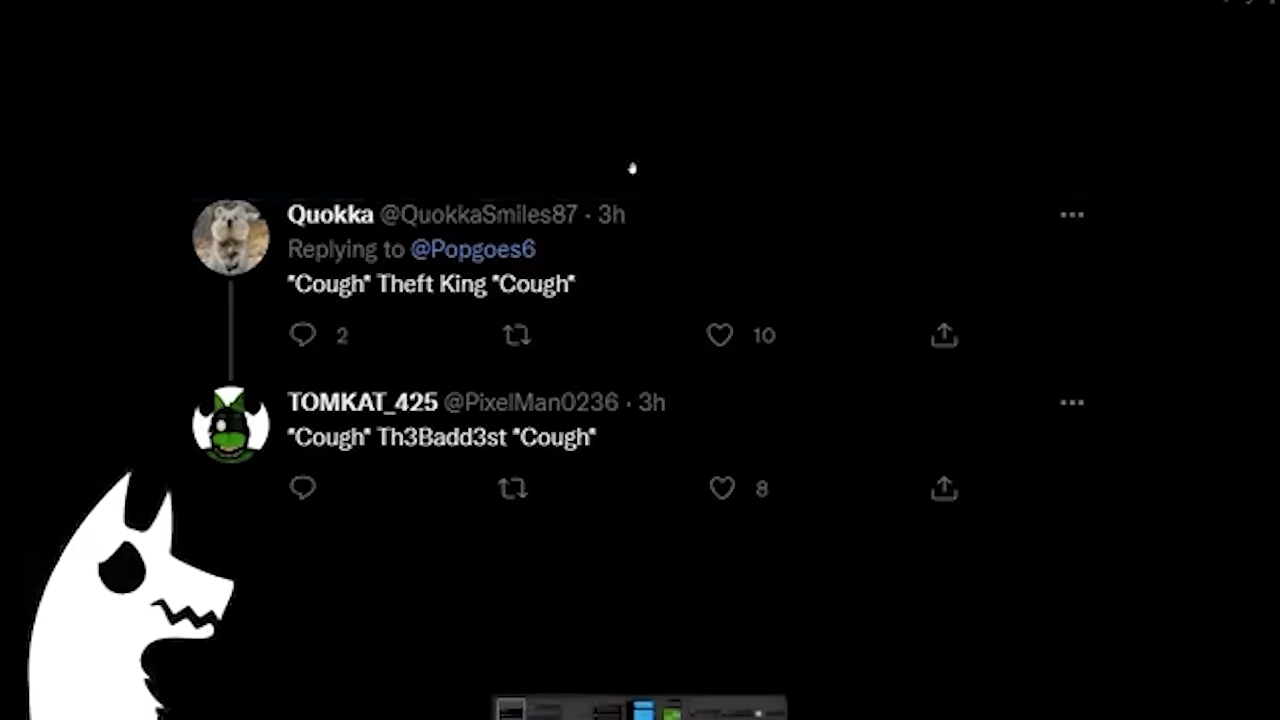 Quokka @QuokkaSmiles87 · 3h
Replying to @Popgoes6
*Cough* Theft King *Cough*
2 10
TOMKAT_425 @PixelMan0236 · 3h
*Cough* Th3Badd3st *Cough*
8